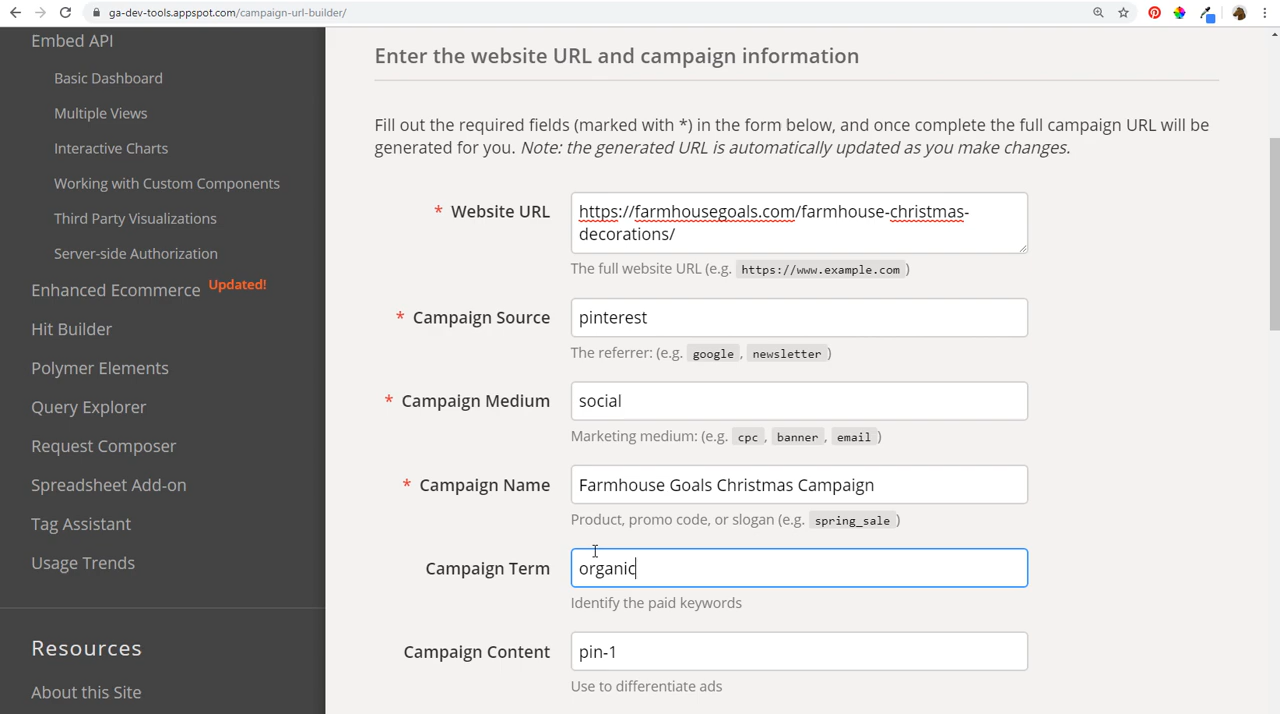 ga-dev-tools.appspot.com/campaign-url-builder/
Embed API
Basic Dashboard
Multiple Views
Interactive Charts
Working with Custom Components
Third Party Visualizations
Server-side Authorization
Enhanced Ecommerce Updated!
Hit Builder
Polymer Elements
Query Explorer
Request Composer
Spreadsheet Add-on
Tag Assistant
Usage Trends
Resources
About this Site
Enter the website URL and campaign information
Fill out the required fields (marked with *) in the form below, and once complete the full campaign URL will be
generated for you. Note: the generated URL is automatically updated as you make changes.
* Website URL
https://farmhousegoals.com/farmhouse-christmas-
decorations/
The full website URL (e.g. https://www.example.com )
* Campaign Source
pinterest
The referrer: (e.g. google , newsletter )
* Campaign Medium
social
Marketing medium: (e.g. cpc , banner , email )
* Campaign Name
Farmhouse Goals Christmas Campaign
Product, promo code, or slogan (e.g. spring_sale )
Campaign Term
organic
Identify the paid keywords
Campaign Content
pin-1
Use to differentiate ads